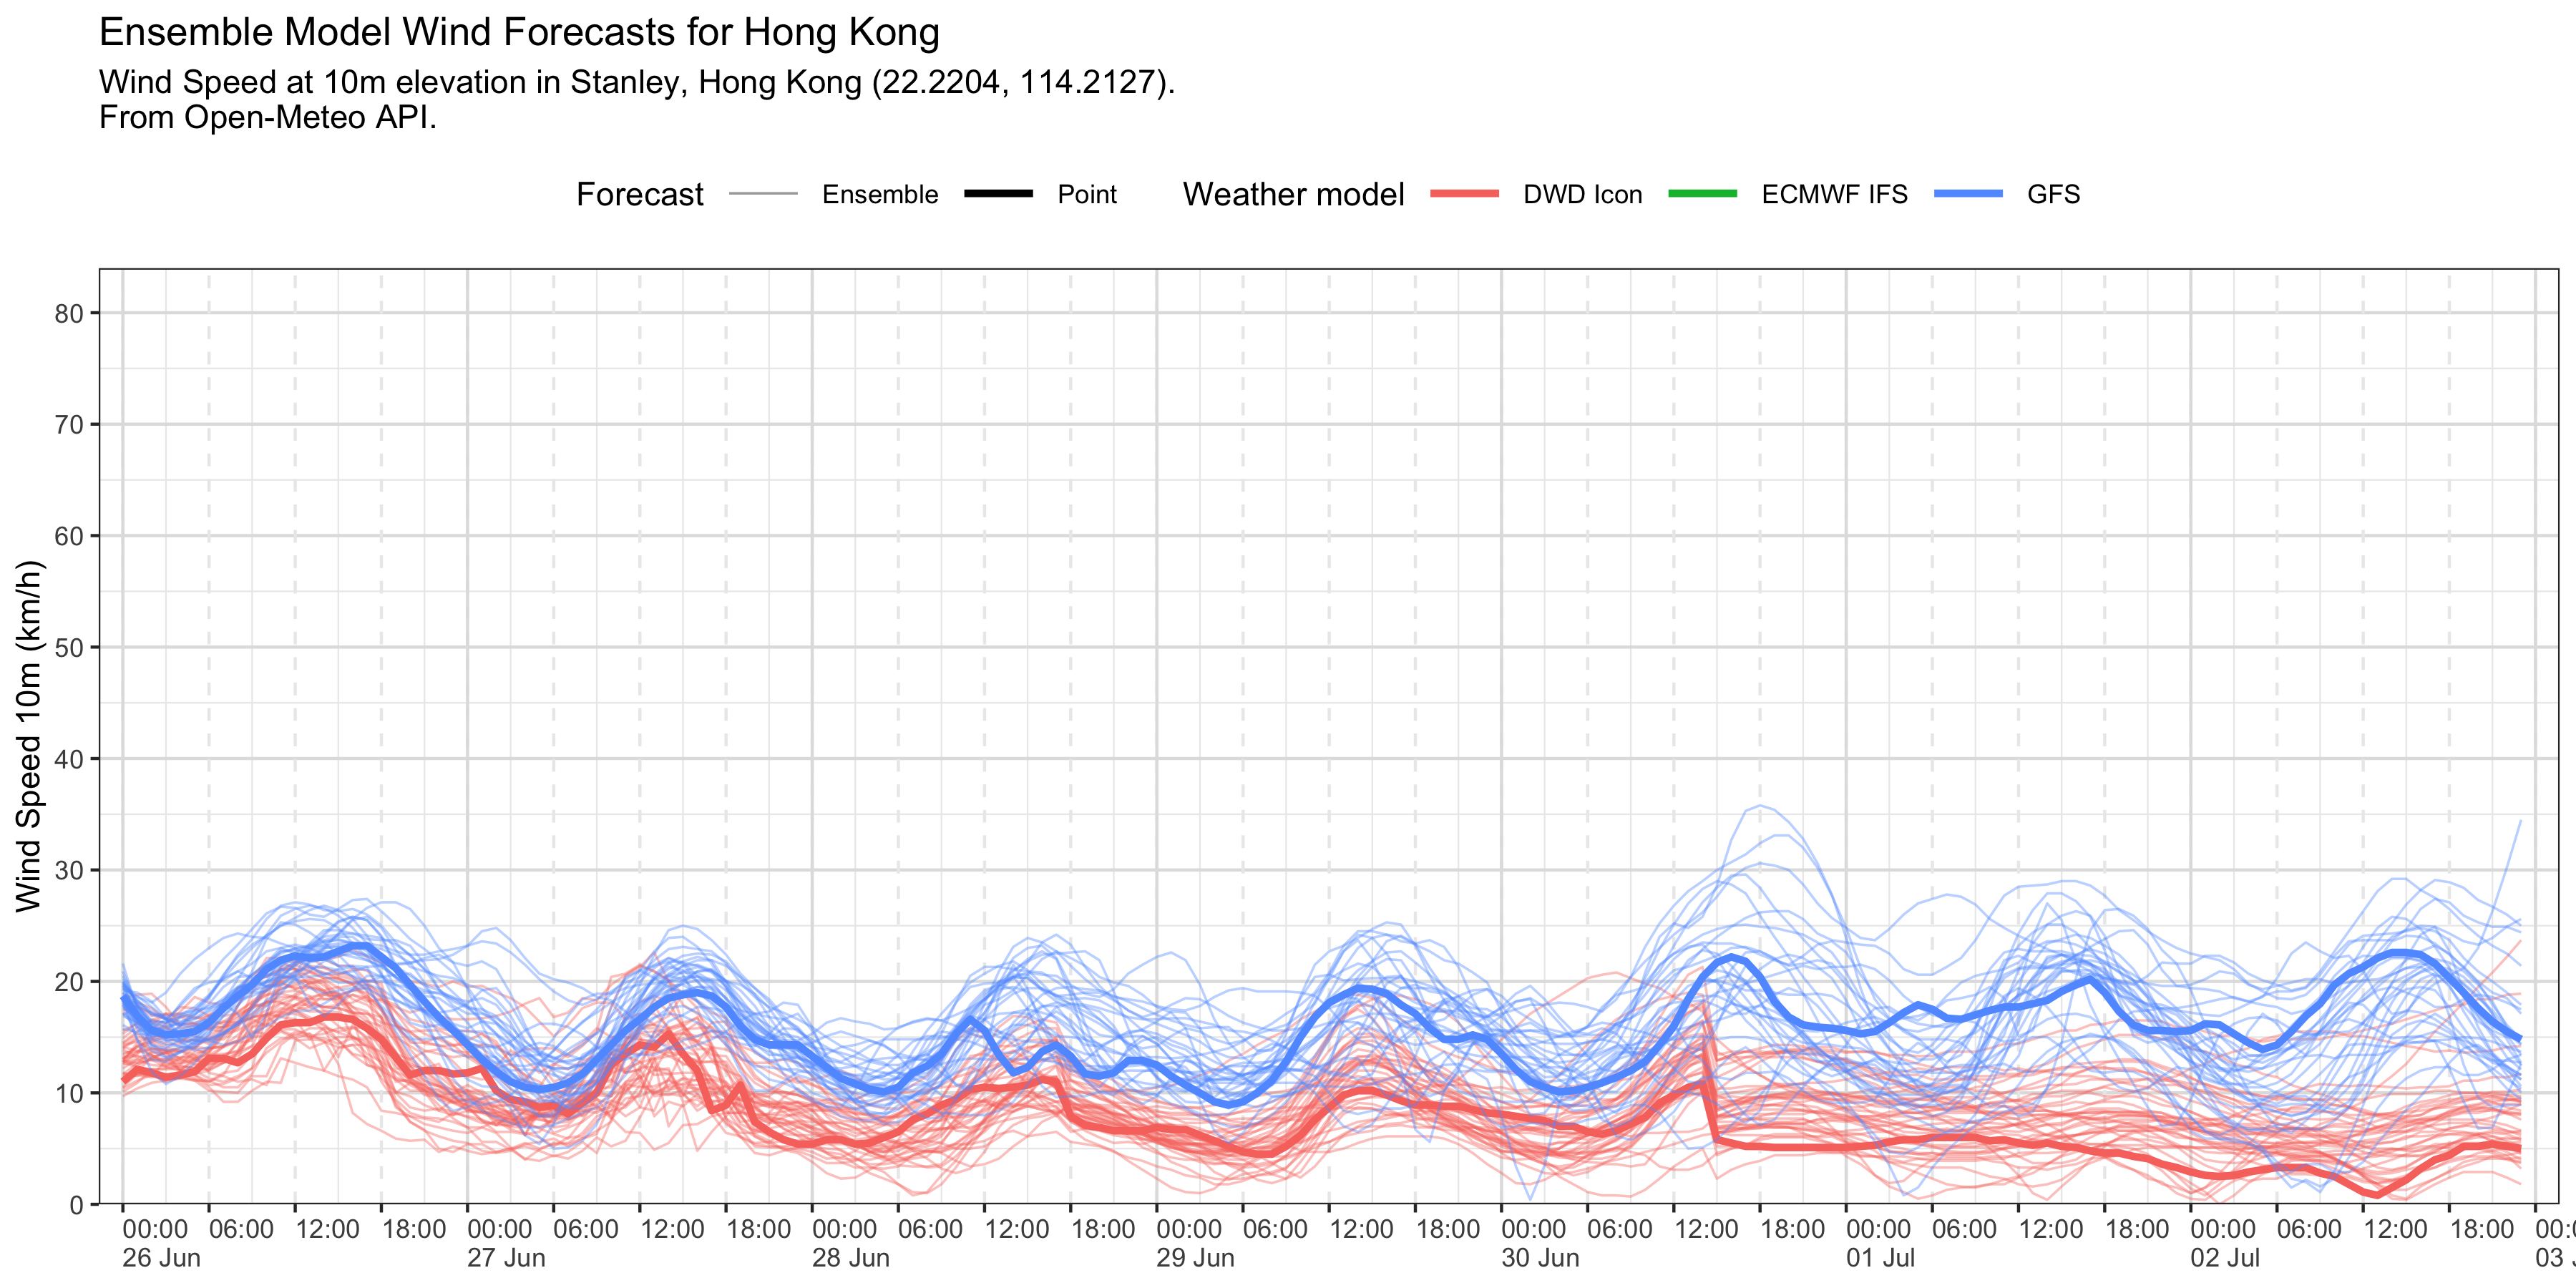 Ensemble Model Wind Forecasts for Hong Kong
Wind Speed at 10m elevation in Stanley, Hong Kong (22.2204, 114.2127).
From Open-Meteo API.
Forecast Ensemble Point Weather model DWD Icon ECMWF IFS GFS
Wind Speed 10m (km/h)
80
70
60
50
40
30
20
10
0
00:00 06:00 12:00 18:00 00:00 06:00 12:00 18:00 00:00 06:00 12:00 18:00 00:00 06:00 12:00 18:00 00:00 06:00 12:00 18:00 00:00 06:00 12:00 18:00 00:00 06:00 12:00 18:00 00:0
26 Jun 27 Jun 28 Jun 29 Jun 30 Jun 01 Jul 02 Jul 03